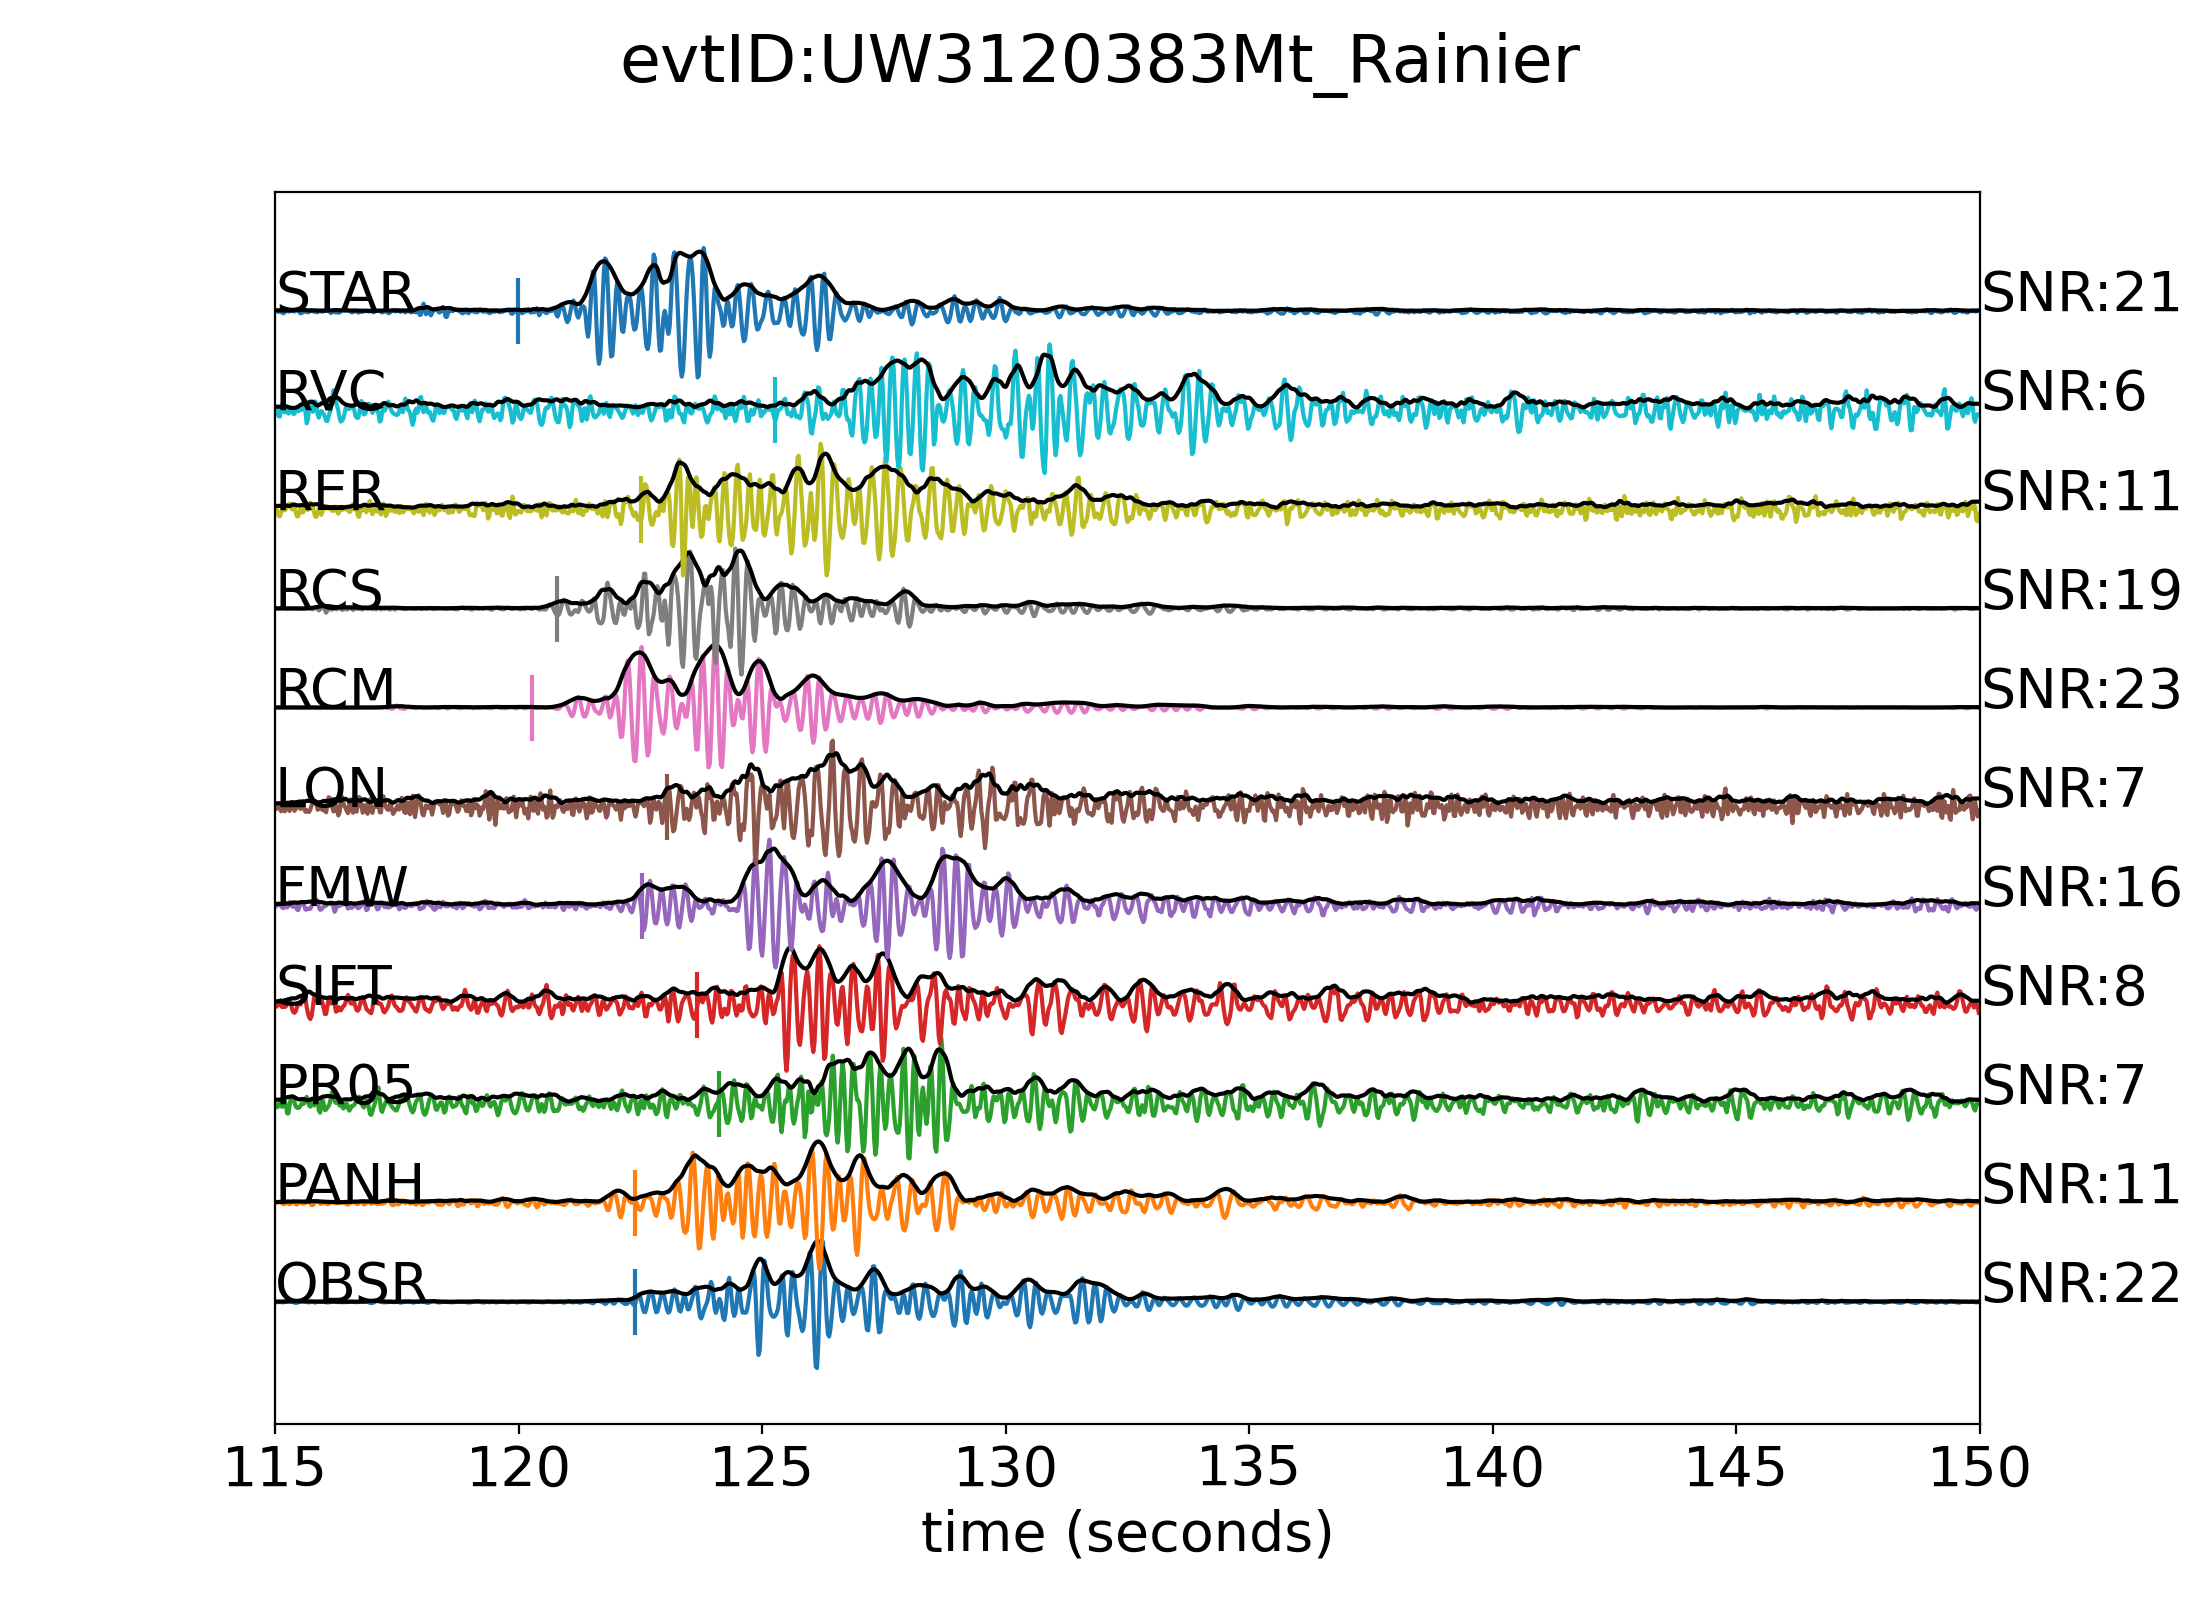 evtID:UW3120383Mt_Rainier
STAR SNR:21
RVC SNR:6
RER SNR:11
RCS SNR:19
RCM SNR:23
LON SNR:7
FMW SNR:16
SIFT SNR:8
PR05 SNR:7
PANH SNR:11
OBSR SNR:22
115 120 125 130 135 140 145 150
time (seconds)